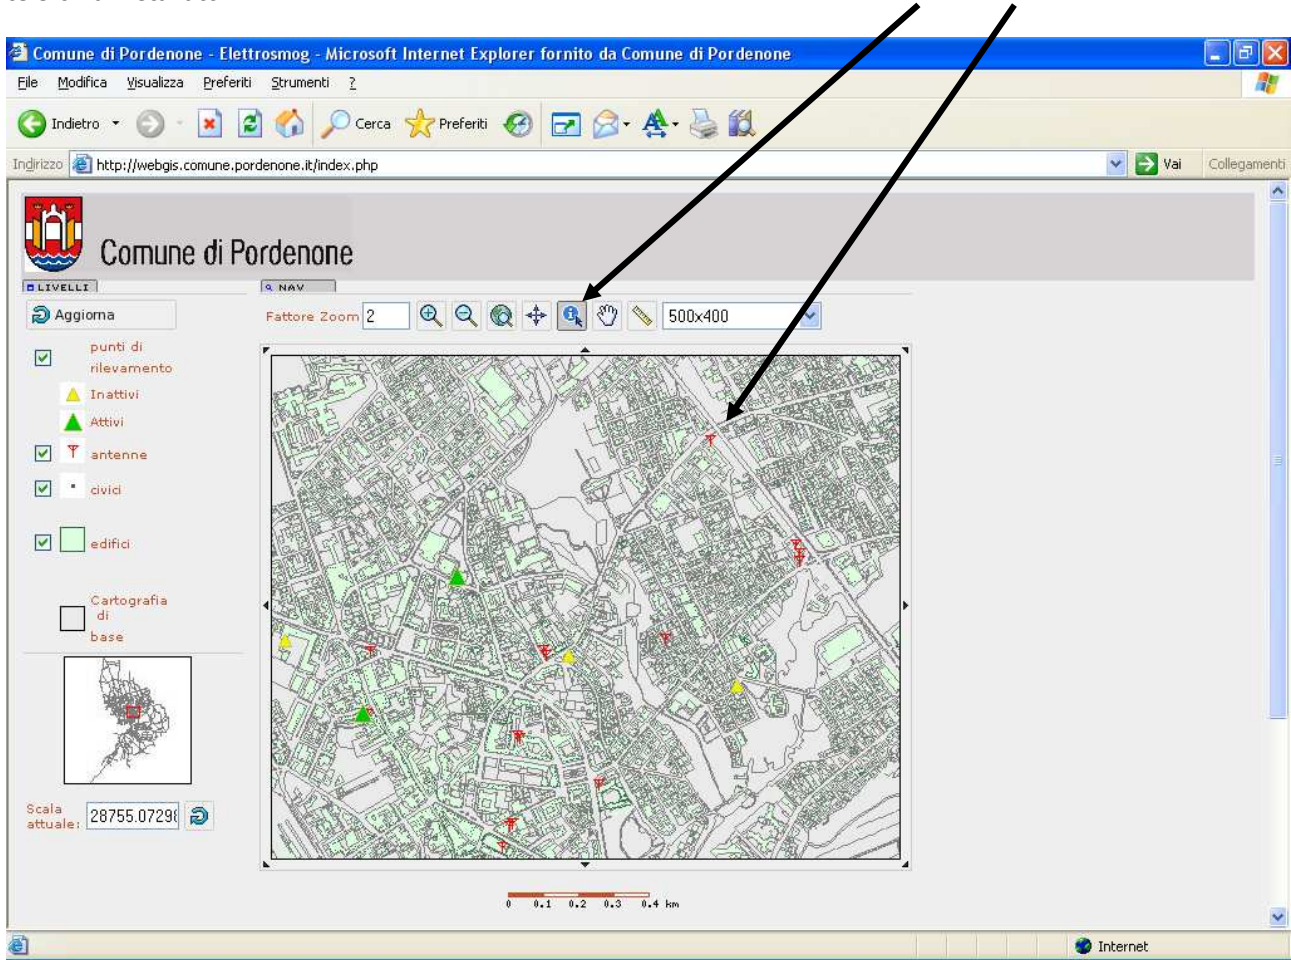 Comune di Pordenone - Elettrosmog - Microsoft Internet Explorer fornito da Comune di Pordenone
File Modifica Visualizza Preferiti Strumenti ?
Indietro Cerca Preferiti
Indirizzo http://webgis.comune.pordenone.it/index.php Vai Collegamenti
Comune di Pordenone
LIVELLI NAV
Aggiorna
Fattore Zoom 2 500x400
punti di
rilevamento
Inattivi
Attivi
antenne
civici
edifici
Cartografia
di
base
Scala
attuale: 28755.0729
0 0.1 0.2 0.3 0.4 km
Internet